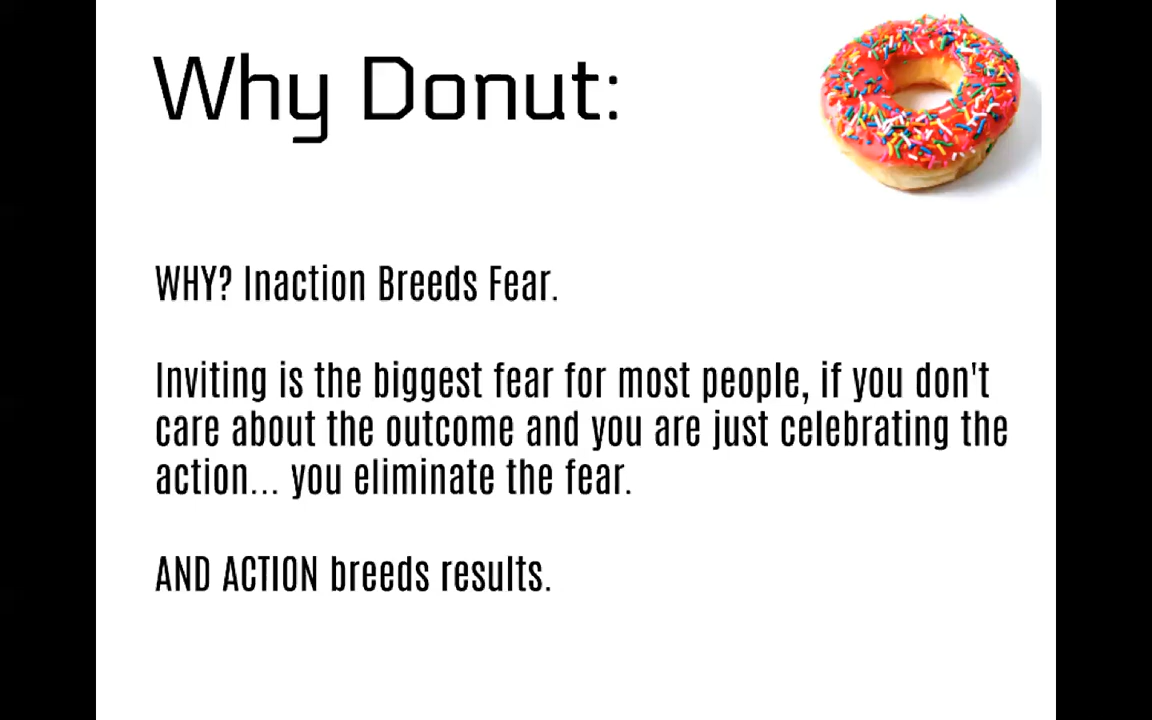 Why Donut:
WHY? Inaction Breeds Fear.
Inviting is the biggest fear for most people, if you don't
care about the outcome and you are just celebrating the
action... you eliminate the fear.
AND ACTION breeds results.